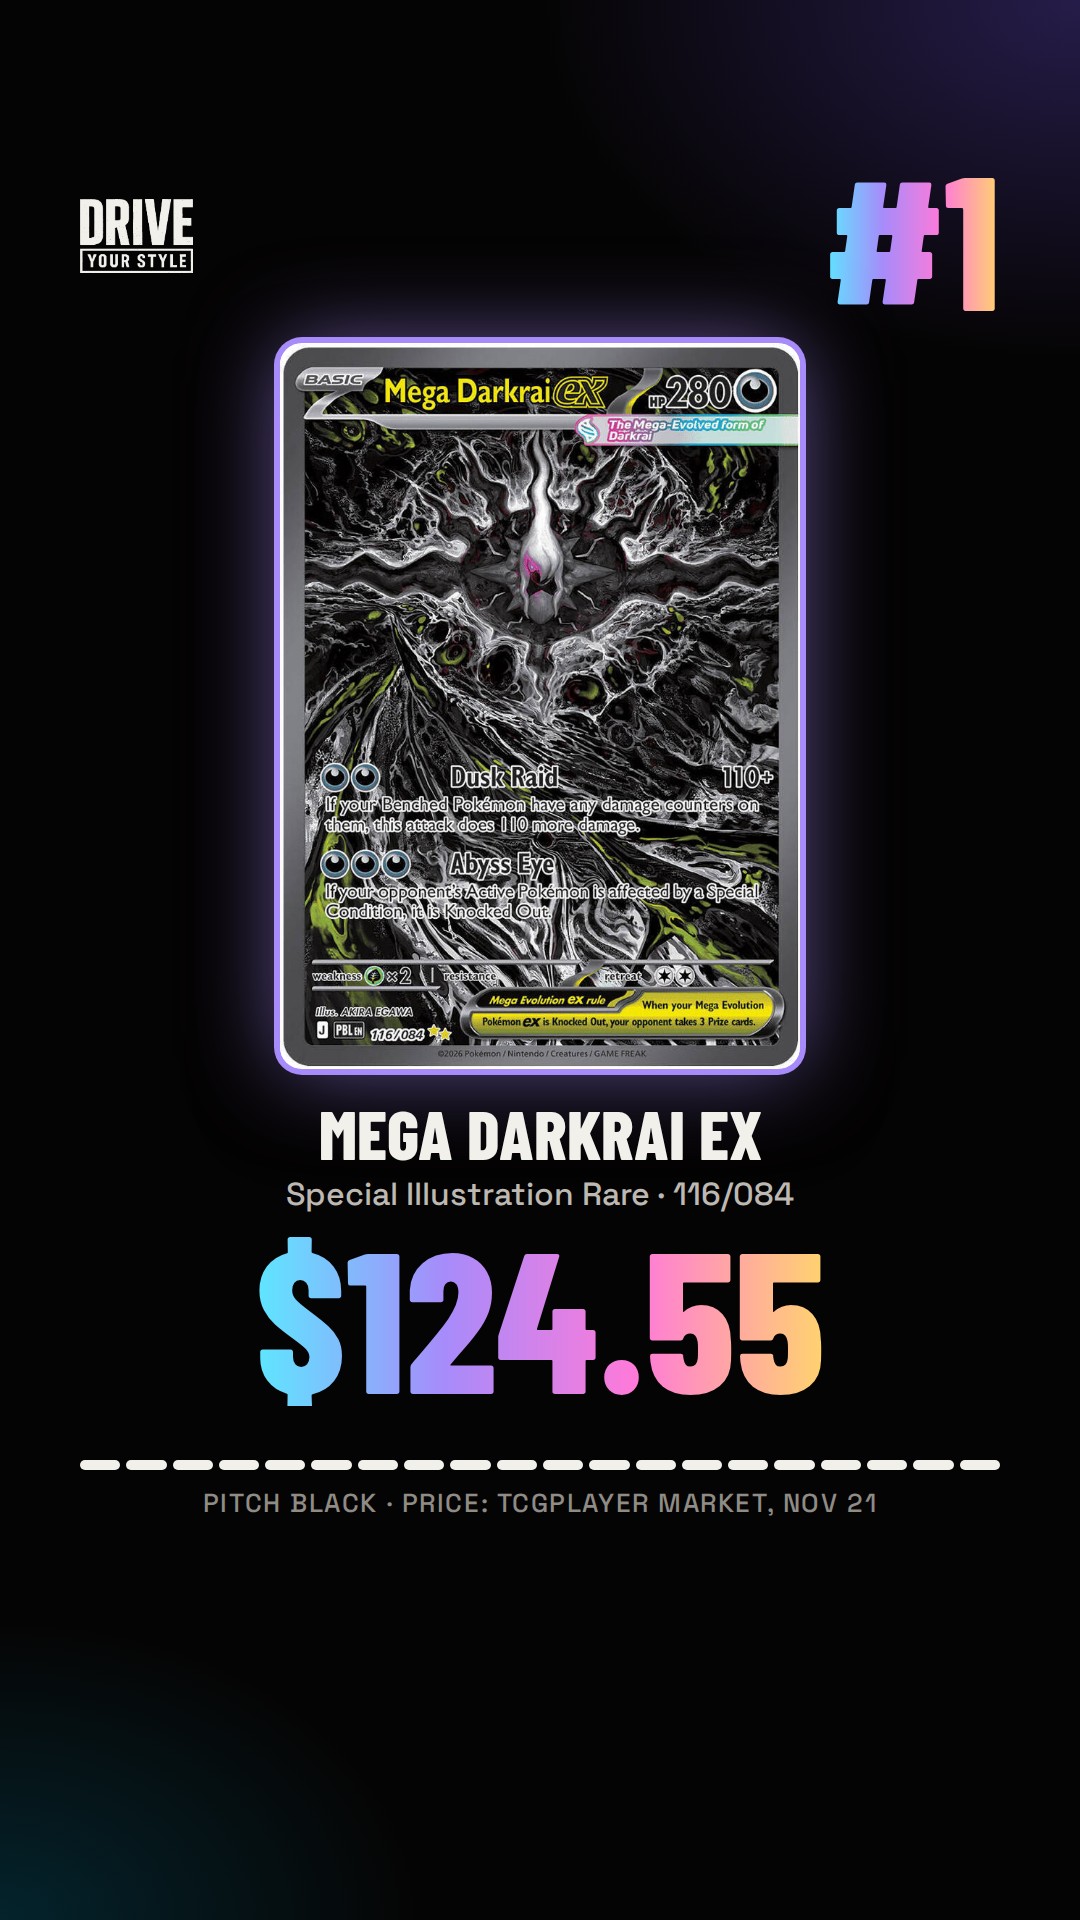 DRIVE
YOUR STYLE
#1
BASIC
Mega Darkrai ex
HP 280
The Mega-Evolved form of
Darkrai
Dusk Raid 110+
If your Benched Pokémon have any damage counters on
them, this attack does 110 more damage.
Abyss Eye
If your opponent's Active Pokémon is affected by a Special
Condition, it is Knocked Out.
weakness ×2 resistance retreat
Mega Evolution ex rule
When your Mega Evolution
Pokémon ex is Knocked Out, your opponent takes 3 Prize cards.
Illus. AKIRA EGAWA
J PBL EN 116/084
©2026 Pokémon / Nintendo / Creatures / GAME FREAK
MEGA DARKRAI EX
Special Illustration Rare · 116/084
$124.55
PITCH BLACK · PRICE: TCGPLAYER MARKET, NOV 21